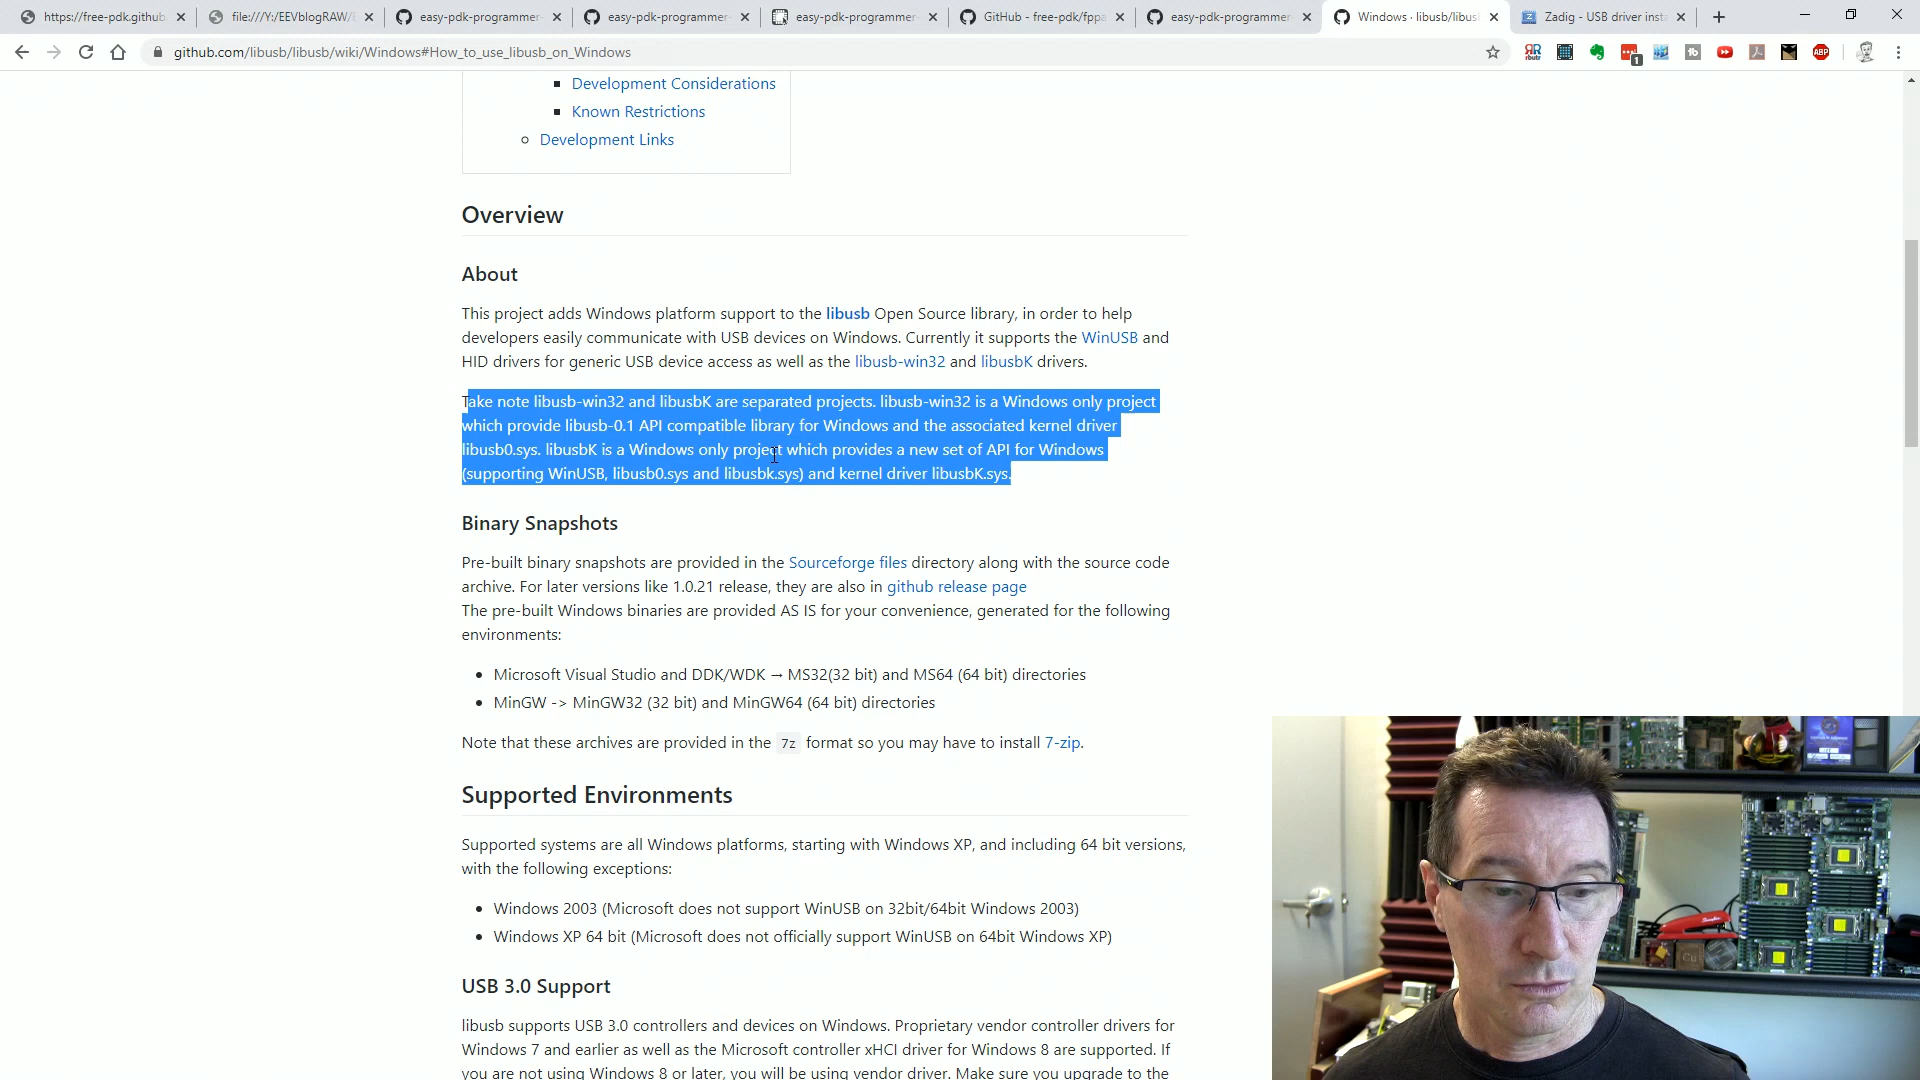 https://free-pdk.github
file:///Y:/EEVblogRAW/
easy-pdk-programmer-
easy-pdk-programmer-
easy-pdk-programmer-
GitHub - free-pdk/fppa
easy-pdk-programmer
Windows · libusb/libus
Zadig - USB driver inst
github.com/libusb/libusb/wiki/Windows#How_to_use_libusb_on_Windows
Development Considerations
Known Restrictions
Development Links
Overview
About
This project adds Windows platform support to the libusb Open Source library, in order to help
developers easily communicate with USB devices on Windows. Currently it supports the WinUSB and
HID drivers for generic USB device access as well as the libusb-win32 and libusbK drivers.
Take note libusb-win32 and libusbK are separated projects. libusb-win32 is a Windows only project
which provide libusb-0.1 API compatible library for Windows and the associated kernel driver
libusb0.sys. libusbK is a Windows only project which provides a new set of API for Windows
(supporting WinUSB, libusb0.sys and libusbk.sys) and kernel driver libusbK.sys.
Binary Snapshots
Pre-built binary snapshots are provided in the Sourceforge files directory along with the source code
archive. For later versions like 1.0.21 release, they are also in github release page
The pre-built Windows binaries are provided AS IS for your convenience, generated for the following
environments:
Microsoft Visual Studio and DDK/WDK → MS32(32 bit) and MS64 (64 bit) directories
MinGW -> MinGW32 (32 bit) and MinGW64 (64 bit) directories
Note that these archives are provided in the 7z format so you may have to install 7-zip.
Supported Environments
Supported systems are all Windows platforms, starting with Windows XP, and including 64 bit versions,
with the following exceptions:
Windows 2003 (Microsoft does not support WinUSB on 32bit/64bit Windows 2003)
Windows XP 64 bit (Microsoft does not officially support WinUSB on 64bit Windows XP)
USB 3.0 Support
libusb supports USB 3.0 controllers and devices on Windows. Proprietary vendor controller drivers for
Windows 7 and earlier as well as the Microsoft controller xHCI driver for Windows 8 are supported. If
you are not using Windows 8 or later, you will be using vendor driver. Make sure you upgrade to the